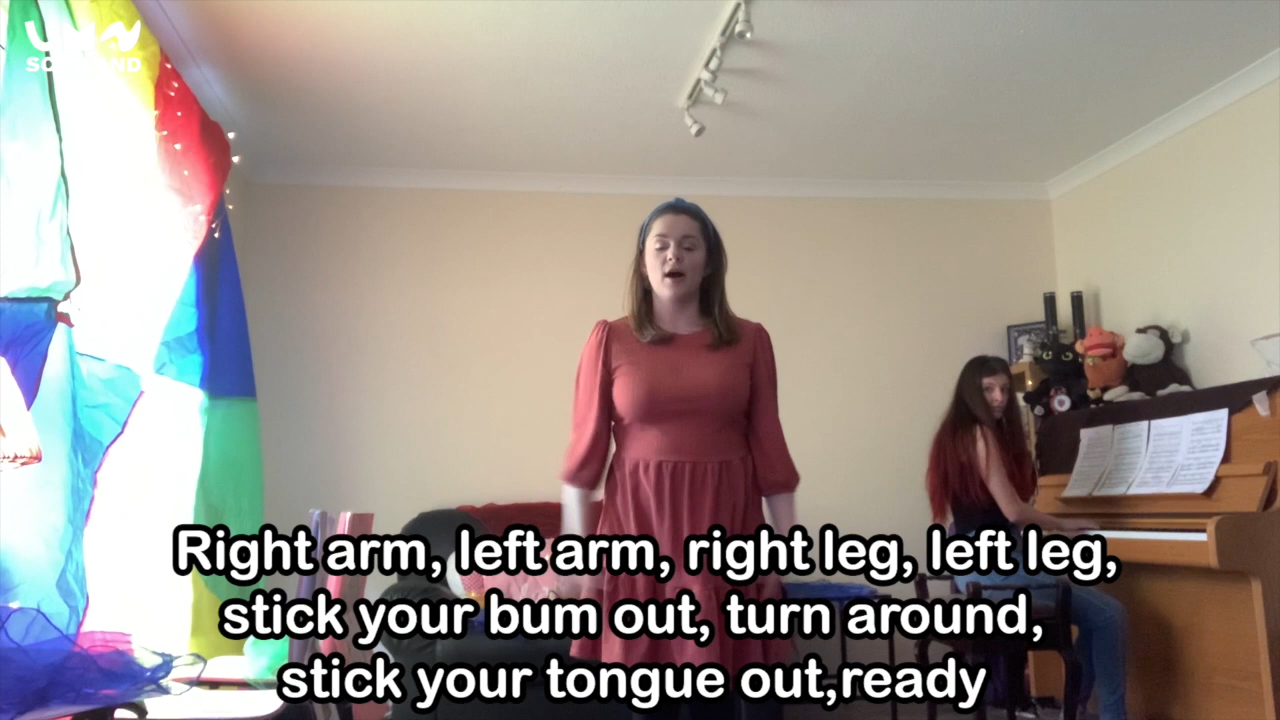 Right arm, left arm, right leg, left leg,
stick your bum out, turn around,
stick your tongue out,ready